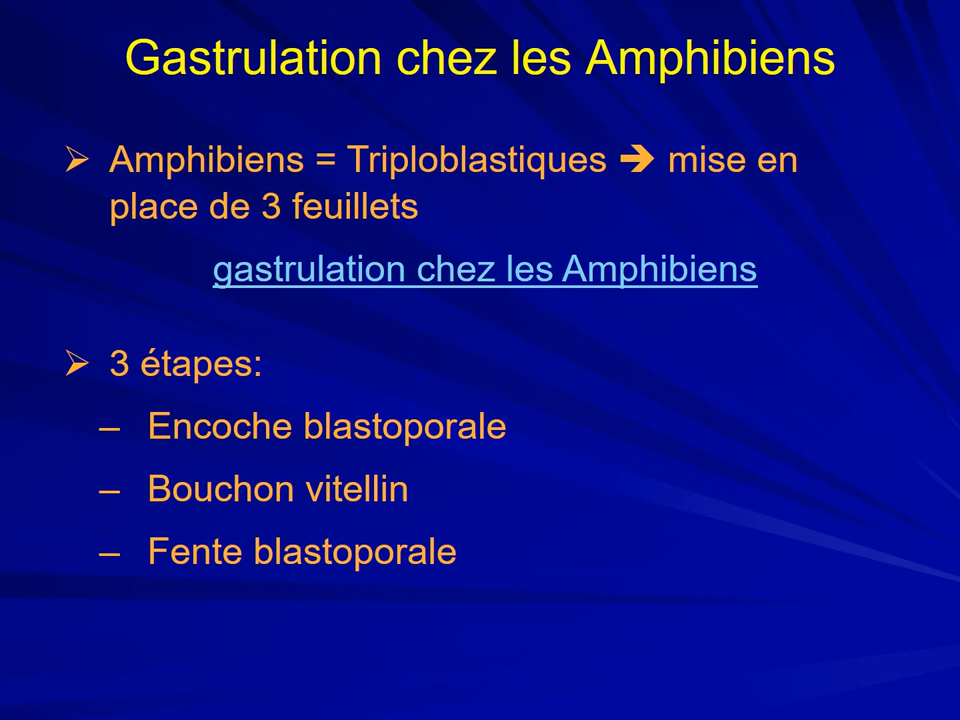 Gastrulation chez les Amphibiens
➢ Amphibiens = Triploblastiques ➔ mise en
place de 3 feuillets
gastrulation chez les Amphibiens
➢ 3 étapes:
– Encoche blastoporale
– Bouchon vitellin
– Fente blastoporale